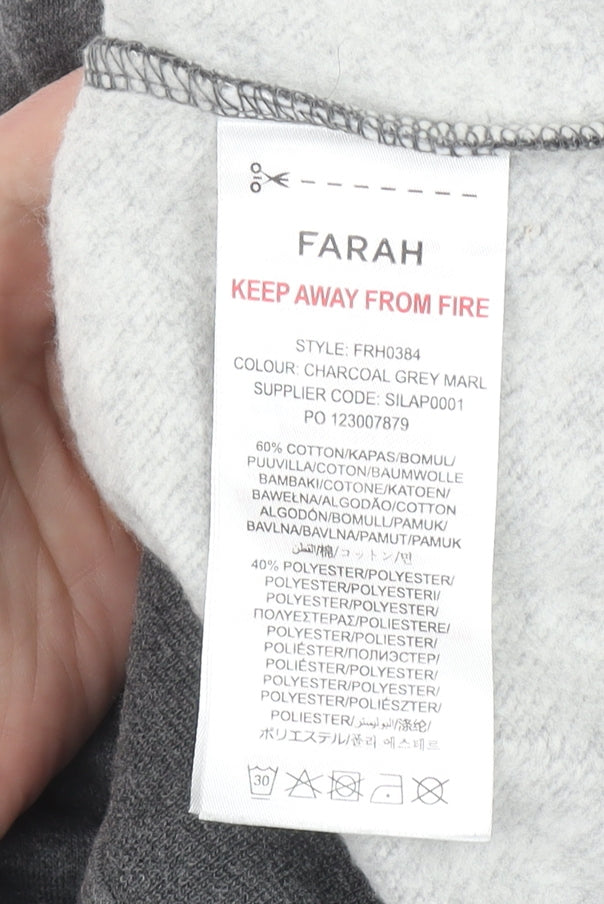 FARAH
KEEP AWAY FROM FIRE
STYLE: FRH0384
COLOUR: CHARCOAL GREY MARL
SUPPLIER CODE: SILAP0001
PO 123007879
60% COTTON/KAPAS/BOMUL/
PUUVILLA/COTON/BAUMWOLLE
BAMBAKI/COTONE/KATOEN/
BAWEŁNA/ALGODÃO/COTTON
ALGODÓN/BOMULL/PAMUK/
BAVLNA/BAVLNA/PAMUT/PAMUK
القطن/棉/コットン/면
40% POLYESTER/POLYESTER/
POLYESTER/POLYESTERI/
POLYESTER/POLYESTER/
ΠΟΛΥΕΣΤΕΡΑΣ/POLIESTERE/
POLYESTER/POLIESTER/
POLIÉSTER/ПОЛИЭСТЕР/
POLIÉSTER/POLYESTER/
POLYESTER/POLYESTER/
POLYESTER/POLIÉSZTER/
POLIESTER/البوليستر/涤纶/
ポリエステル/폴리 에스테르
30